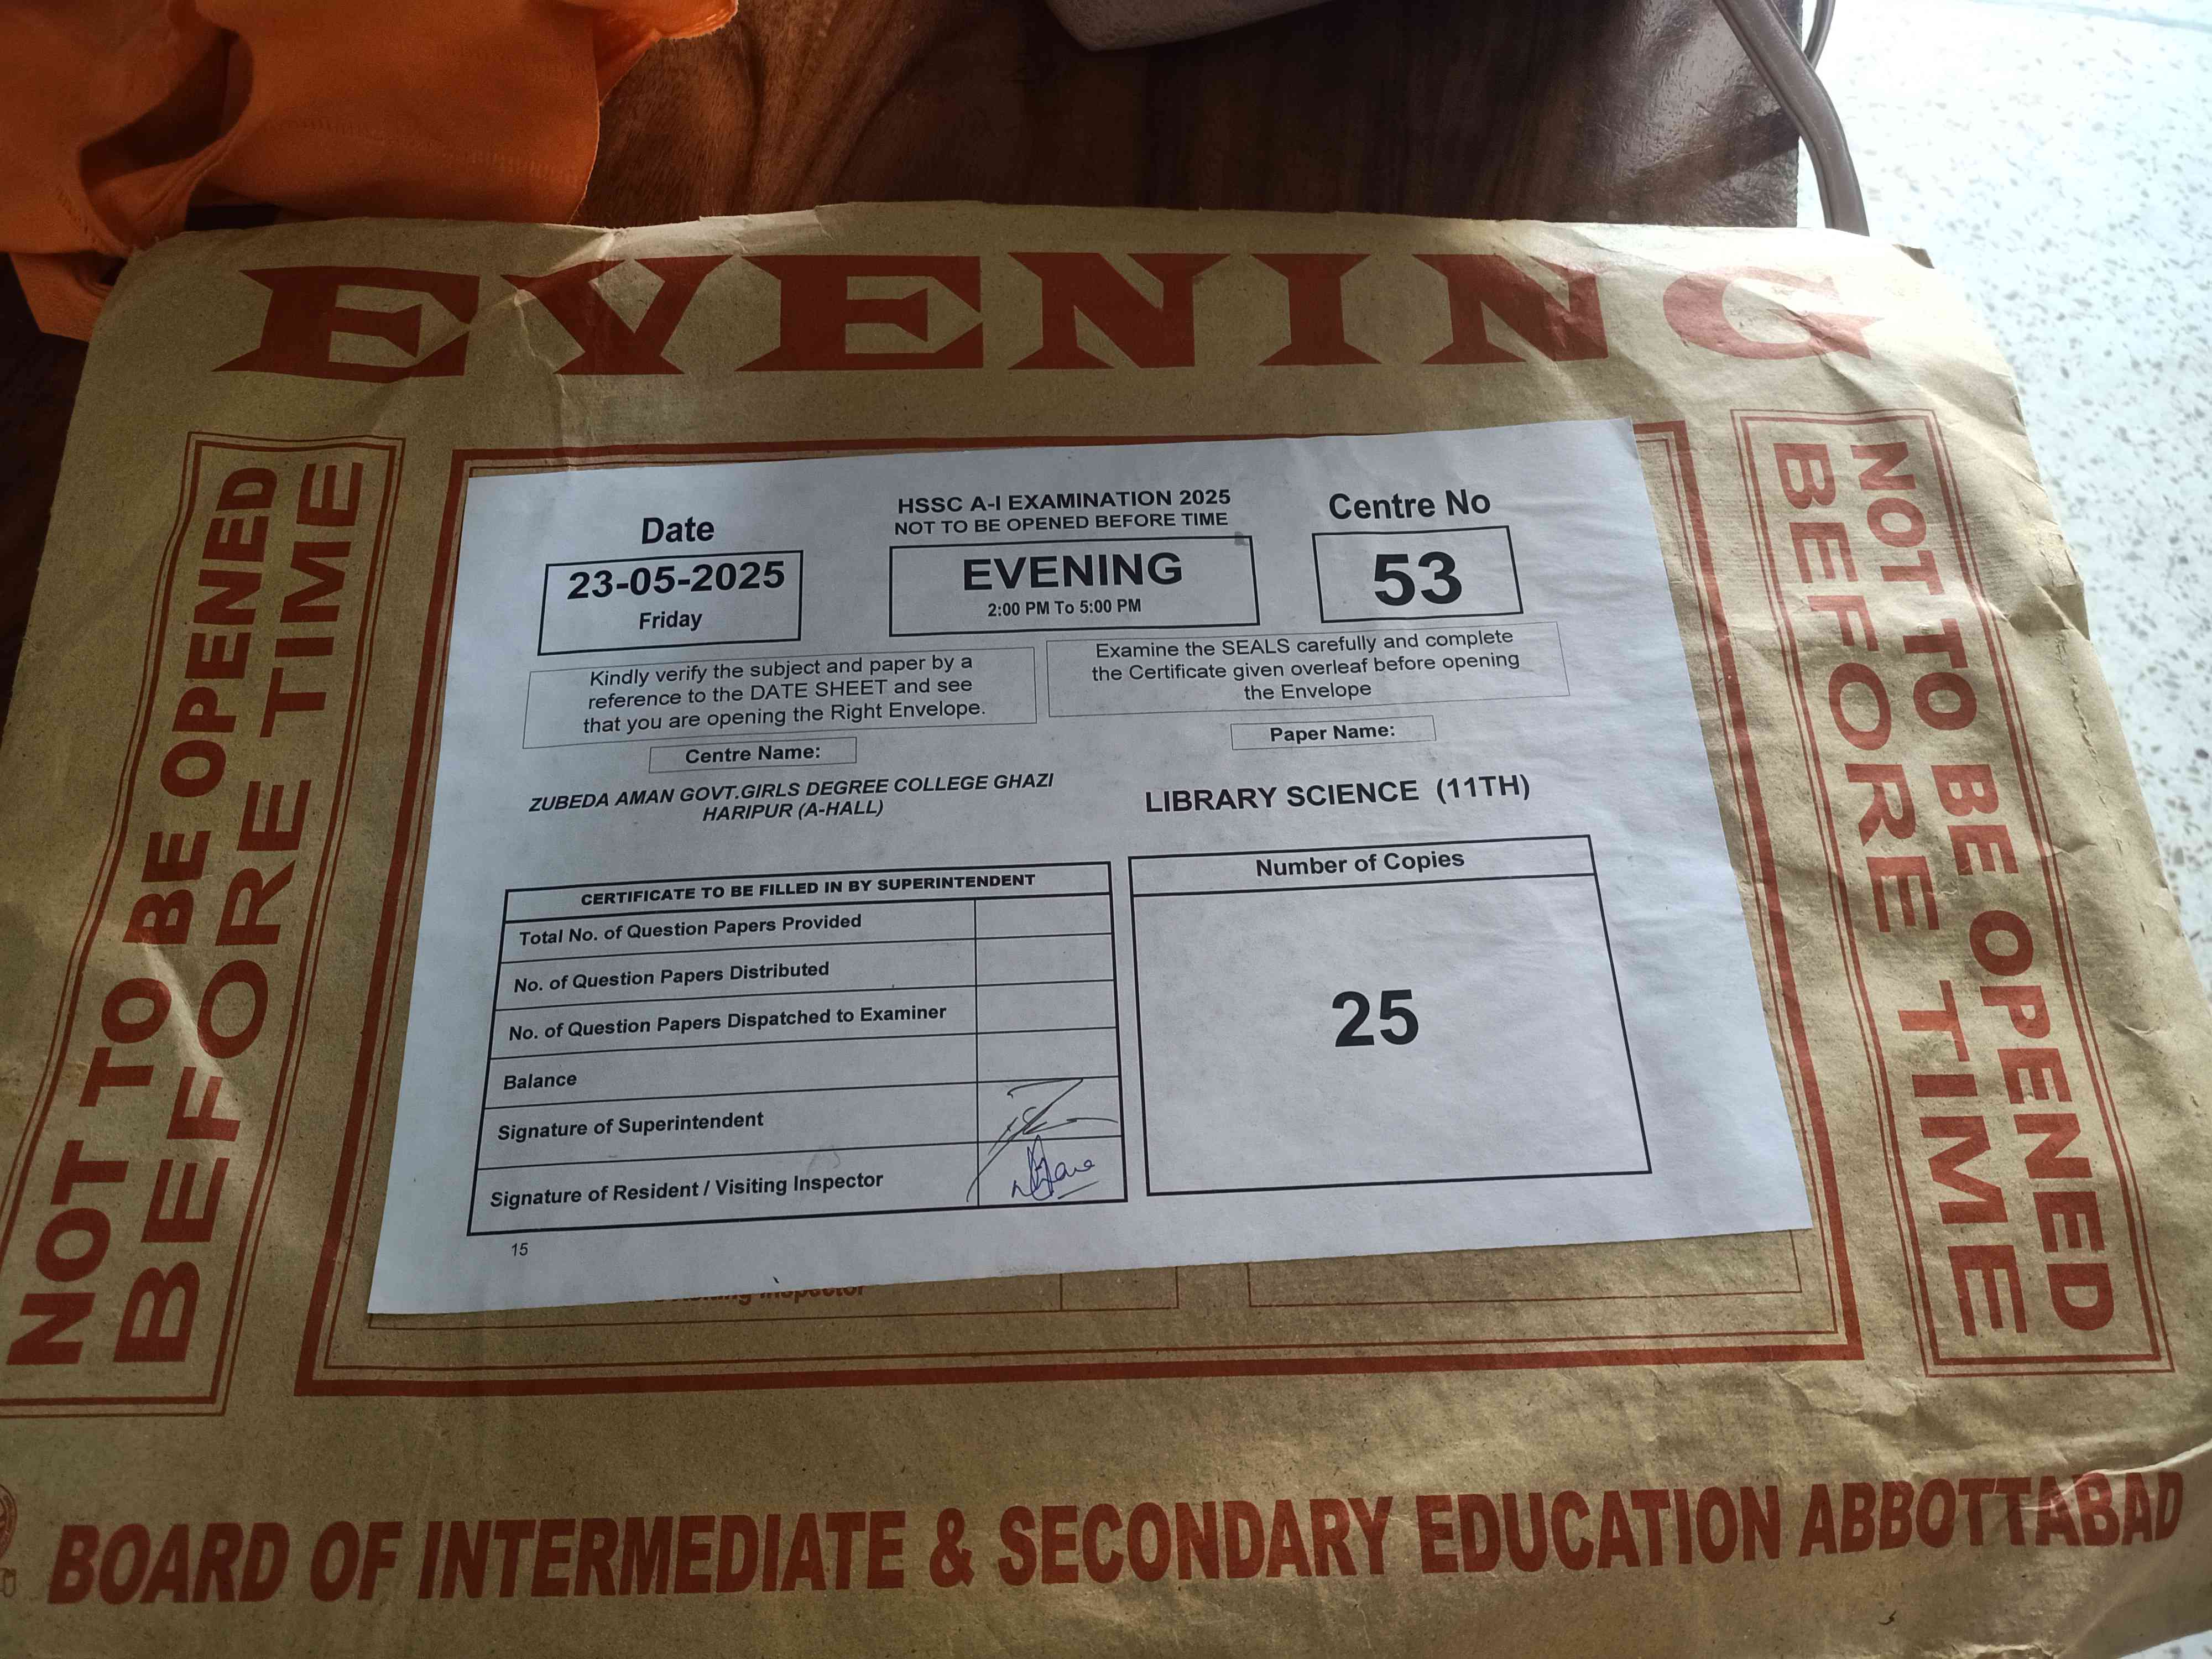 EVENING
NOT TO BE OPENED
BEFORE TIME
NOT TO BE OPENED
BEFORE TIME
HSSC A-I EXAMINATION 2025
NOT TO BE OPENED BEFORE TIME
Date
23-05-2025
Friday
EVENING
2:00 PM To 5:00 PM
Centre No
53
Kindly verify the subject and paper by a
reference to the DATE SHEET and see
that you are opening the Right Envelope.
Examine the SEALS carefully and complete
the Certificate given overleaf before opening
the Envelope
Centre Name:
ZUBEDA AMAN GOVT.GIRLS DEGREE COLLEGE GHAZI
HARIPUR (A-HALL)
Paper Name:
LIBRARY SCIENCE (11TH)
CERTIFICATE TO BE FILLED IN BY SUPERINTENDENT
Total No. of Question Papers Provided
No. of Question Papers Distributed
No. of Question Papers Dispatched to Examiner
Balance
Signature of Superintendent
Signature of Resident / Visiting Inspector
Number of Copies
25
15
Inspector
BOARD OF INTERMEDIATE & SECONDARY EDUCATION ABBOTTABAD